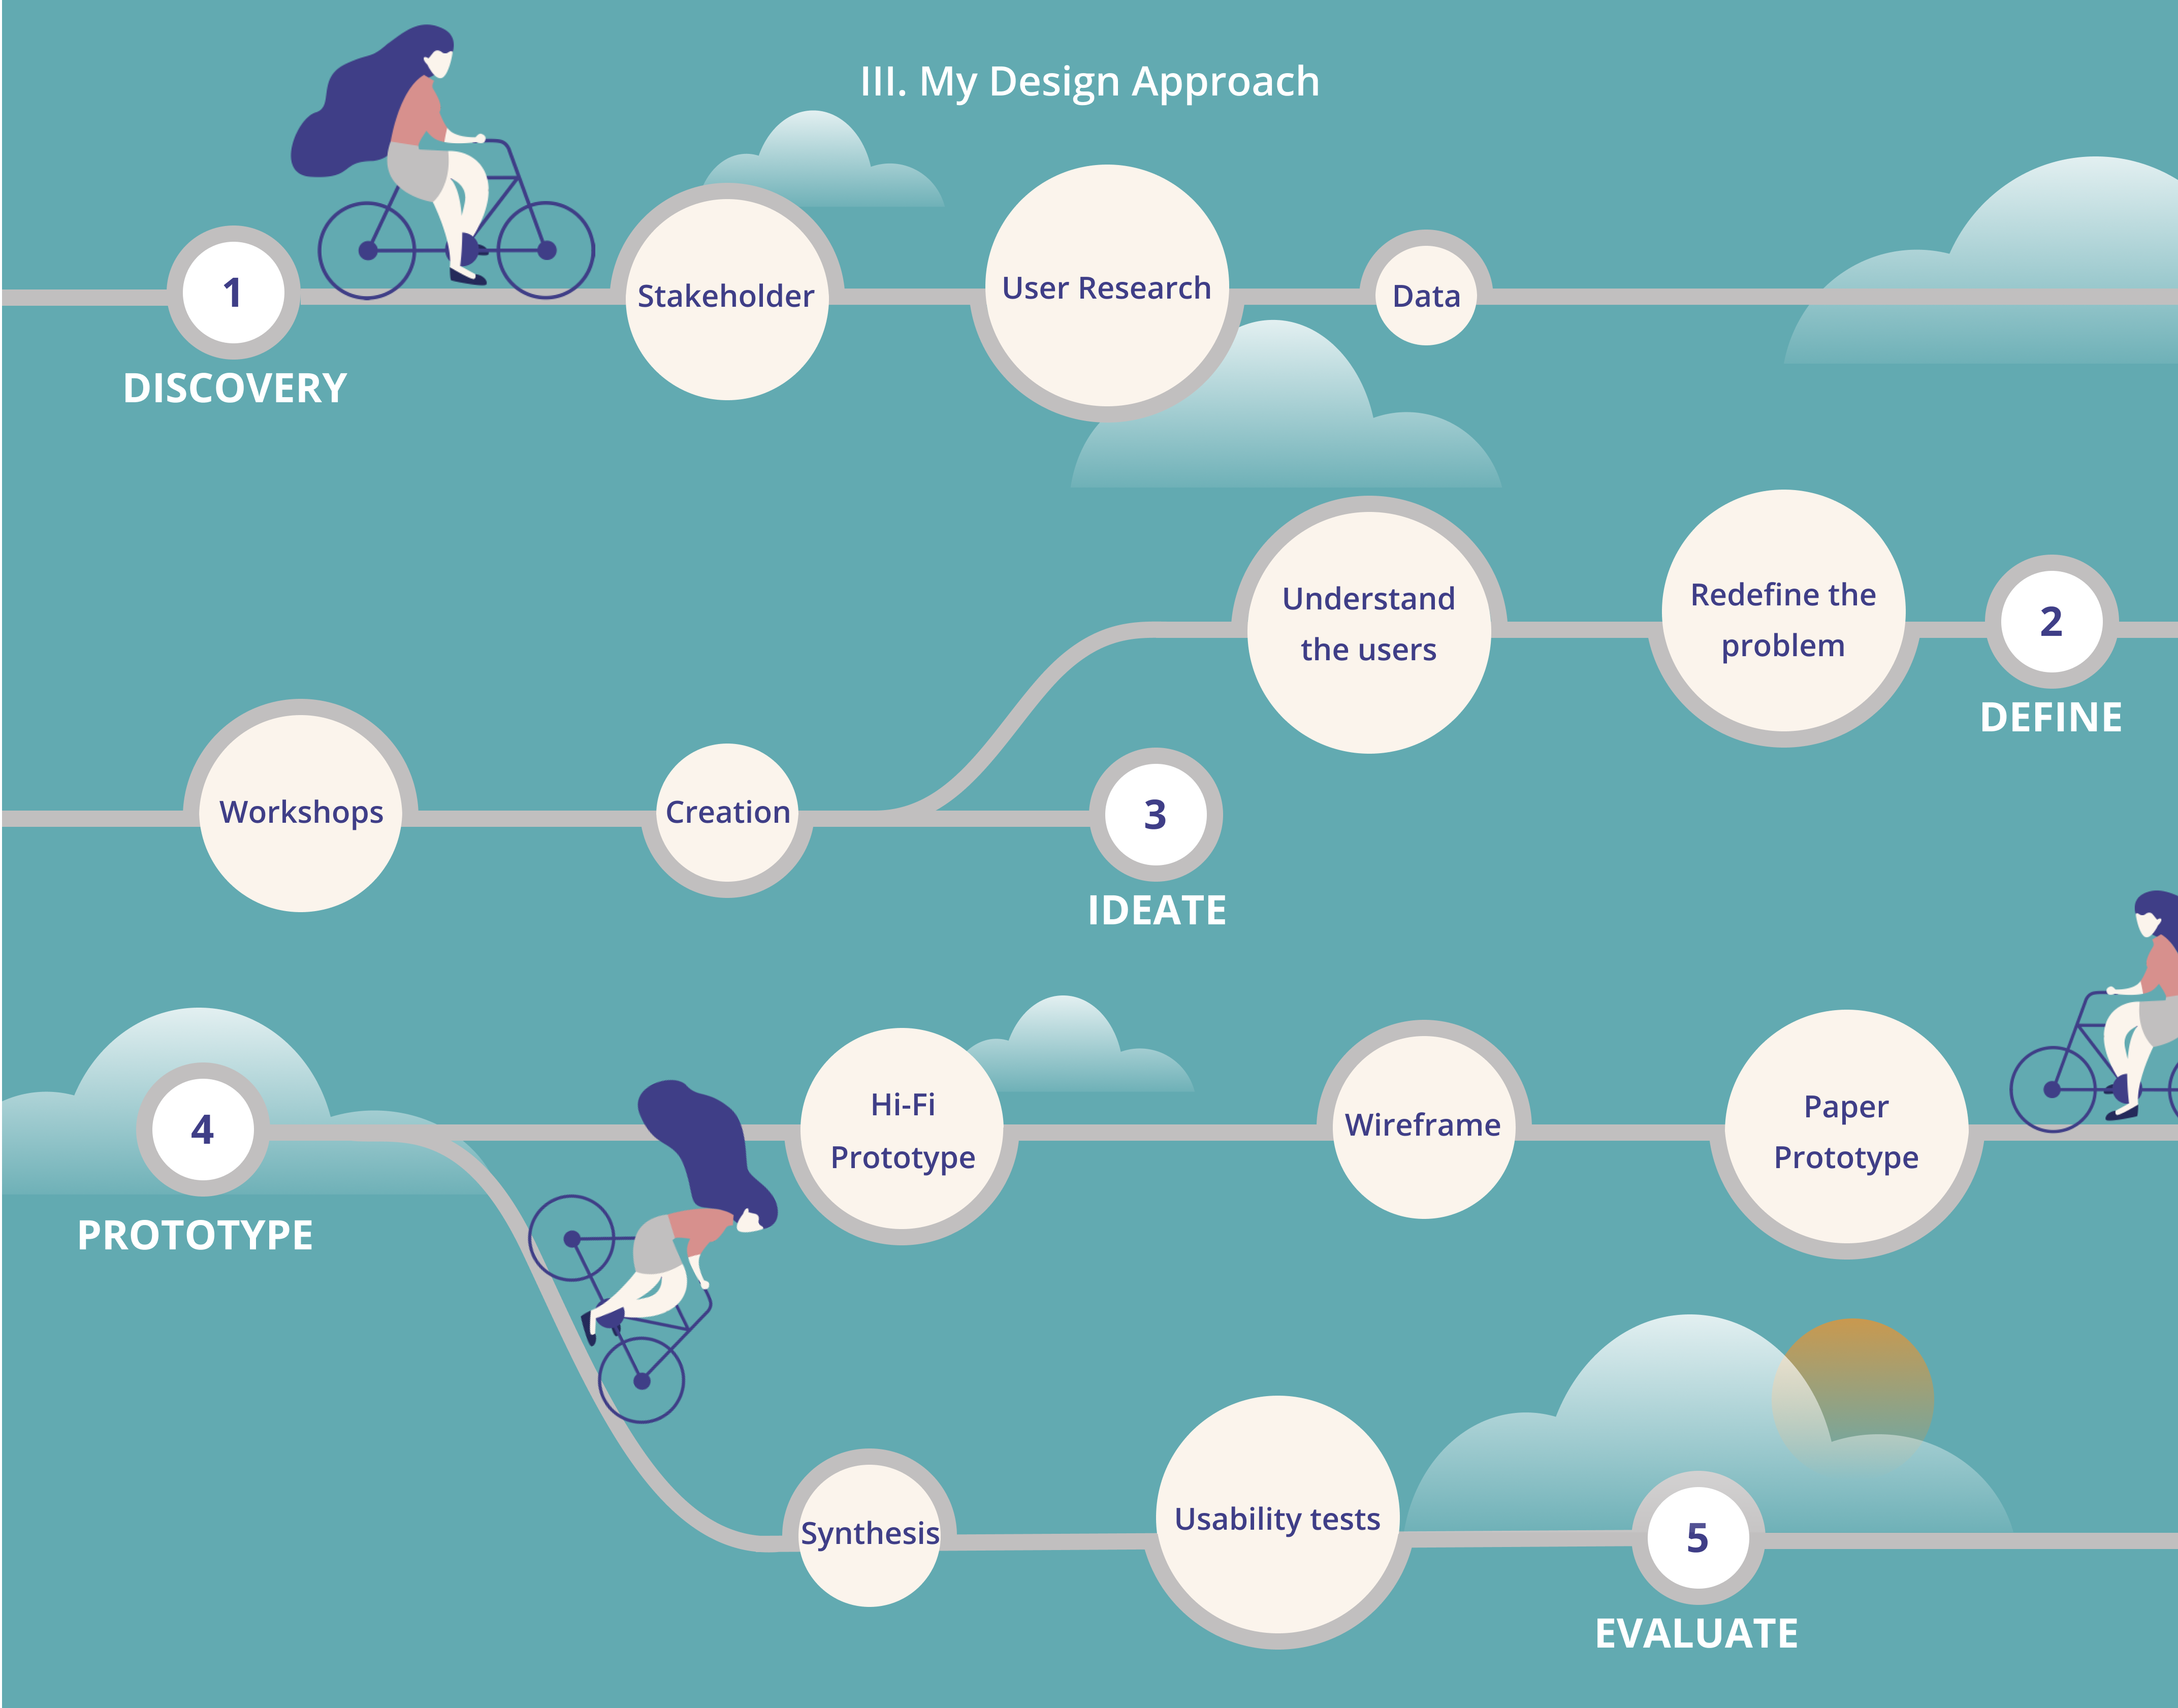 III. My Design Approach
1
DISCOVERY
Stakeholder
User Research
Data
Understand
the users
Redefine the
problem
2
DEFINE
Workshops
Creation
3
IDEATE
4
PROTOTYPE
Hi-Fi
Prototype
Wireframe
Paper
Prototype
Synthesis
Usability tests
5
EVALUATE